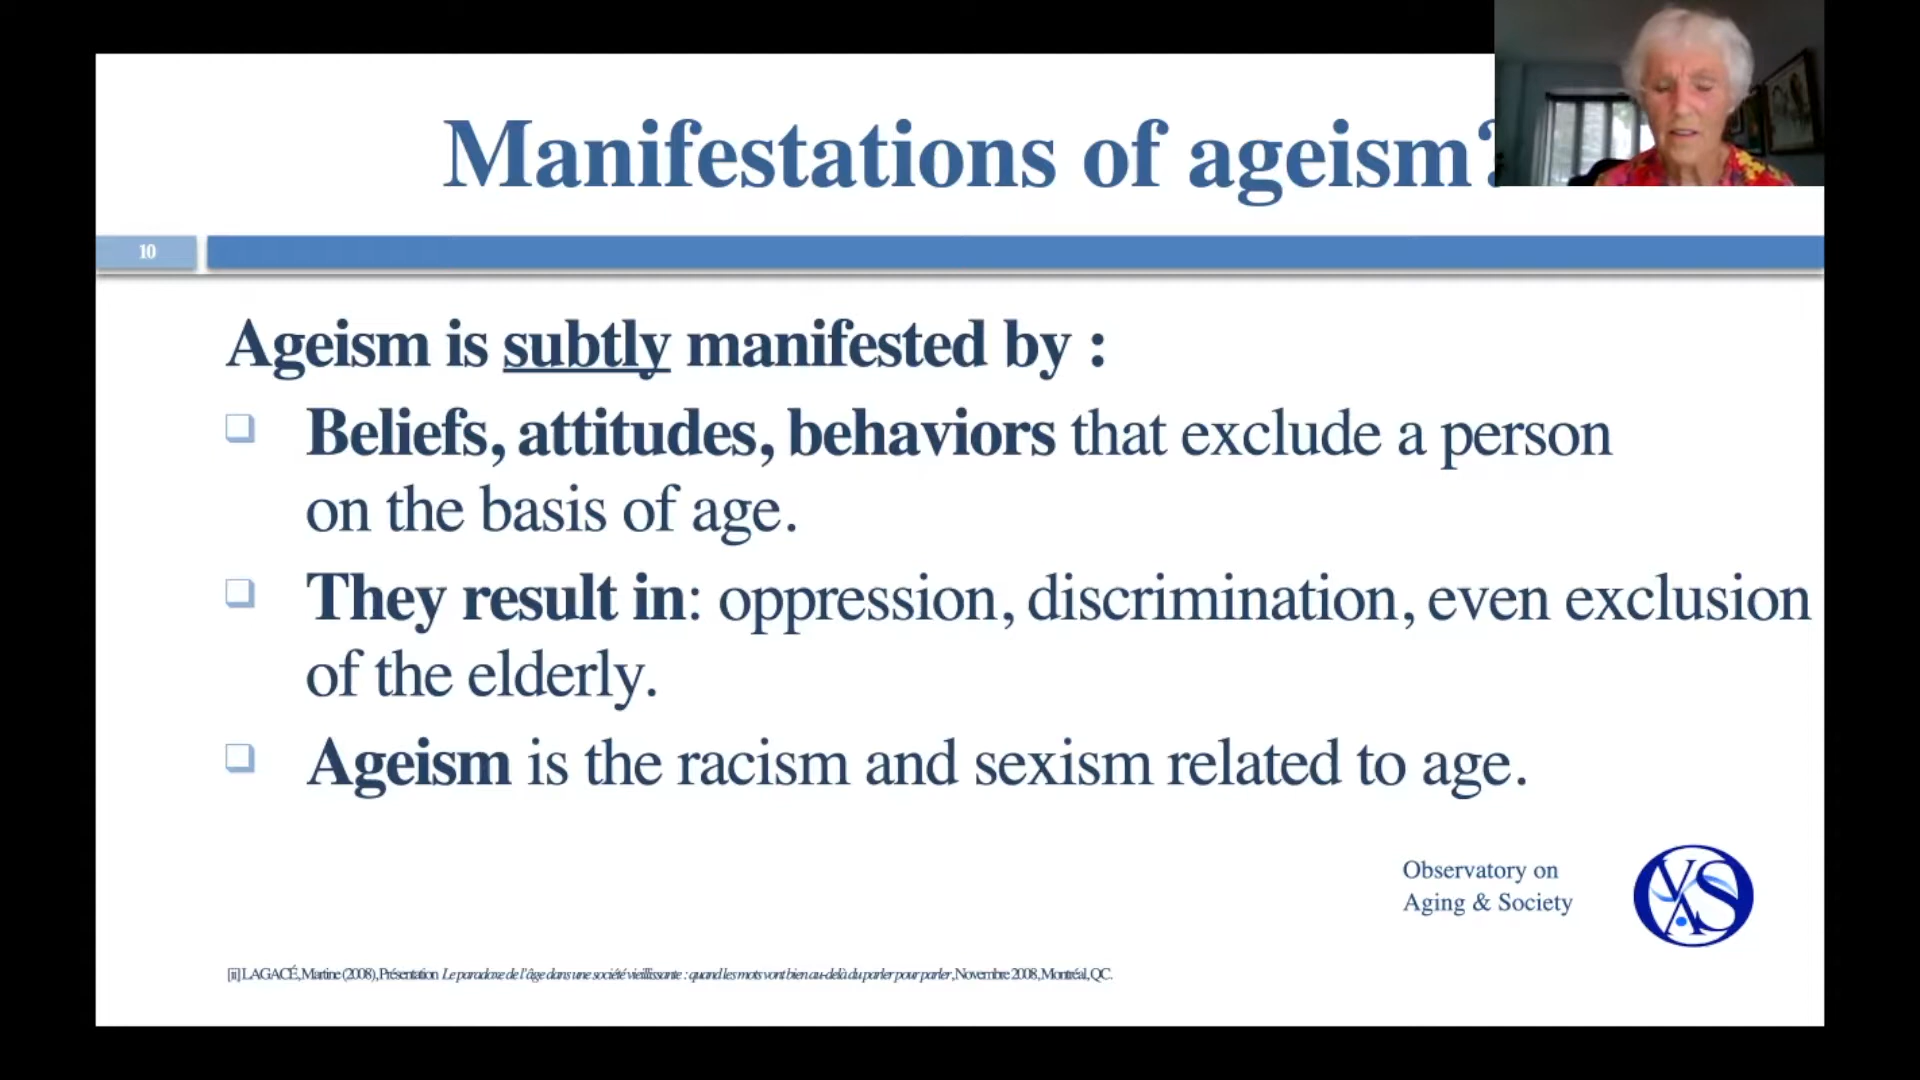 Manifestations of ageism?
10
Ageism is subtly manifested by :
Beliefs, attitudes, behaviors that exclude a person
on the basis of age.
They result in: oppression, discrimination, even exclusion
of the elderly.
Ageism is the racism and sexism related to age.
Observatory on
Aging & Society
VAS
[ii] LAGACÉ, Martine (2008), Présentation Le paradoxe de l'âge dans une société vieillissante : quand les mots vont bien au-delà du parler pour parler, Novembre 2008, Montréal, QC.